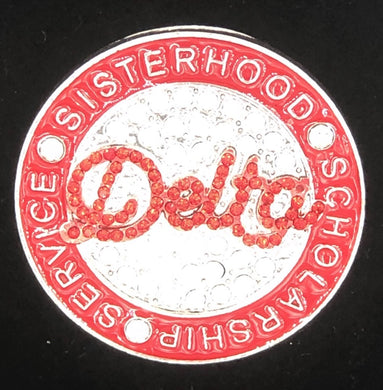 SISTERHOOD
SCHOLARSHIP
SERVICE
Delta